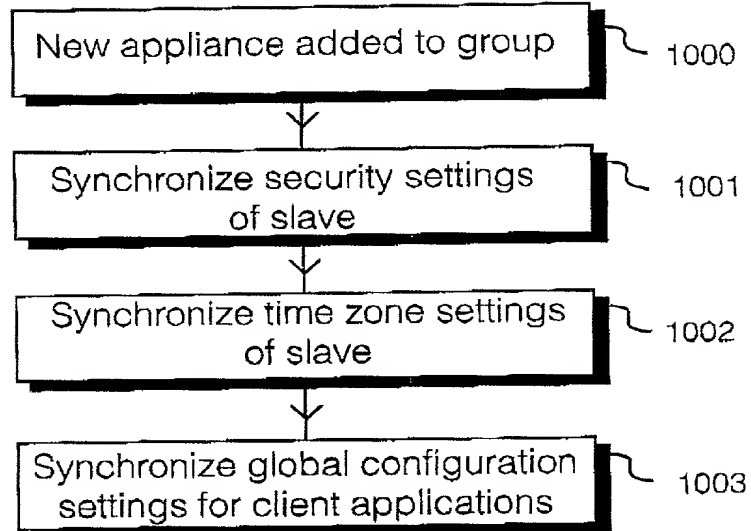 New appliance added to group
1000
Synchronize security settings
of slave
1001
Synchronize time zone settings
of slave
1002
Synchronize global configuration
settings for client applications
1003